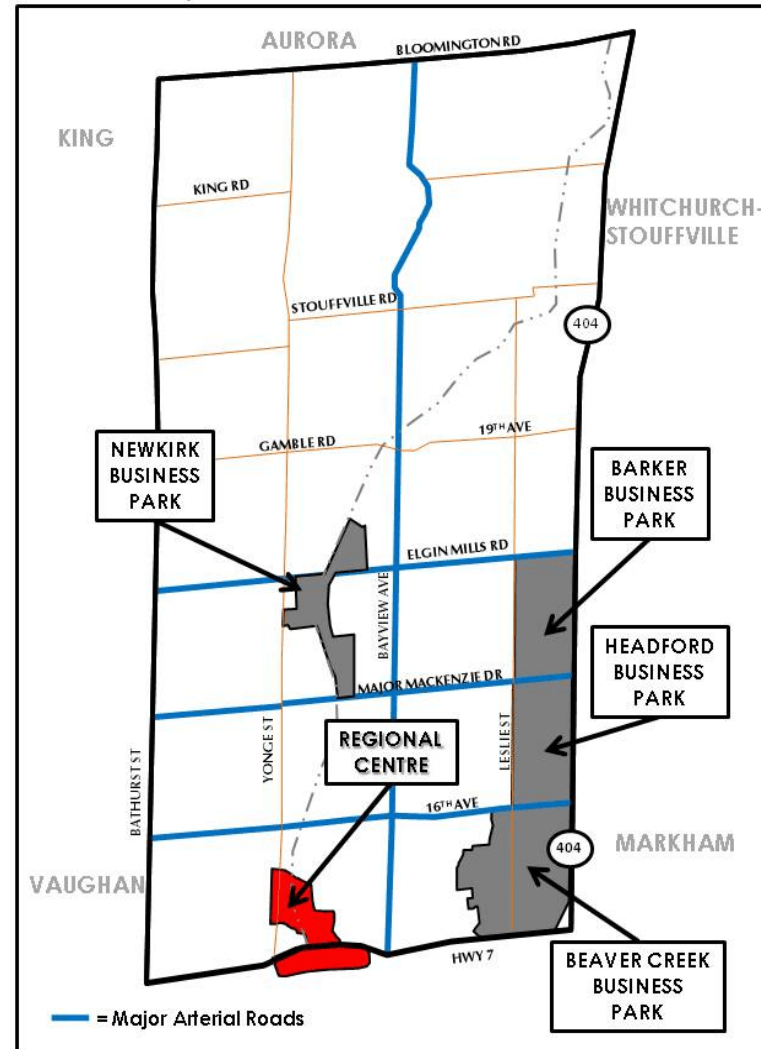 AURORA
BLOOMINGTON RD
KING
KING RD
WHITCHURCH-
STOUFFVILLE
STOUFFVILLE RD
404
NEWKIRK
BUSINESS
PARK
GAMBLE RD
19TH AVE
BARKER
BUSINESS
PARK
ELGIN MILLS RD
BAYVIEW AVE
HEADFORD
BUSINESS
PARK
MAJOR MACKENZIE DR
REGIONAL
CENTRE
YONGE ST
LESLIE ST
BATHURST ST
16TH AVE
404
MARKHAM
VAUGHAN
HWY 7
BEAVER CREEK
BUSINESS
PARK
= Major Arterial Roads